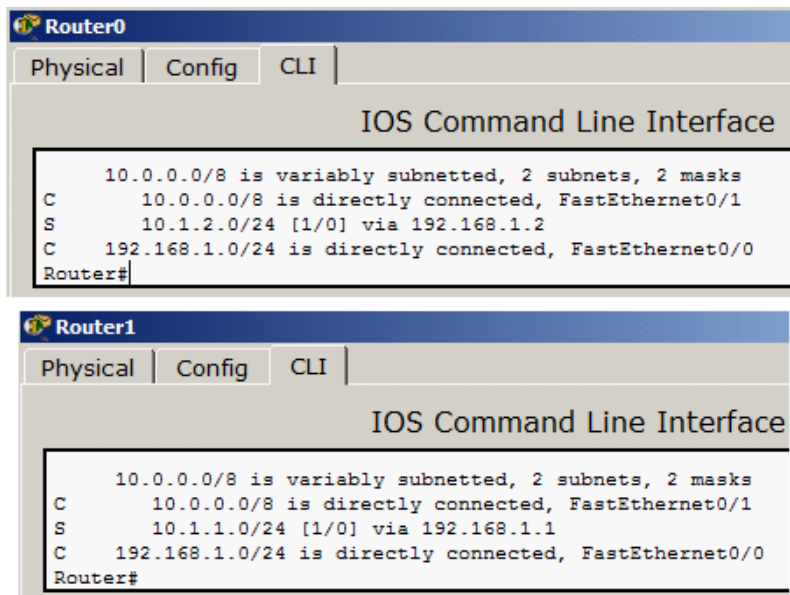 Router0
Physical Config CLI
IOS Command Line Interface
10.0.0.0/8 is variably subnetted, 2 subnets, 2 masks
C 10.0.0.0/8 is directly connected, FastEthernet0/1
S 10.1.2.0/24 [1/0] via 192.168.1.2
C 192.168.1.0/24 is directly connected, FastEthernet0/0
Router#
Router1
Physical Config CLI
IOS Command Line Interface
10.0.0.0/8 is variably subnetted, 2 subnets, 2 masks
C 10.0.0.0/8 is directly connected, FastEthernet0/1
S 10.1.1.0/24 [1/0] via 192.168.1.1
C 192.168.1.0/24 is directly connected, FastEthernet0/0
Router#